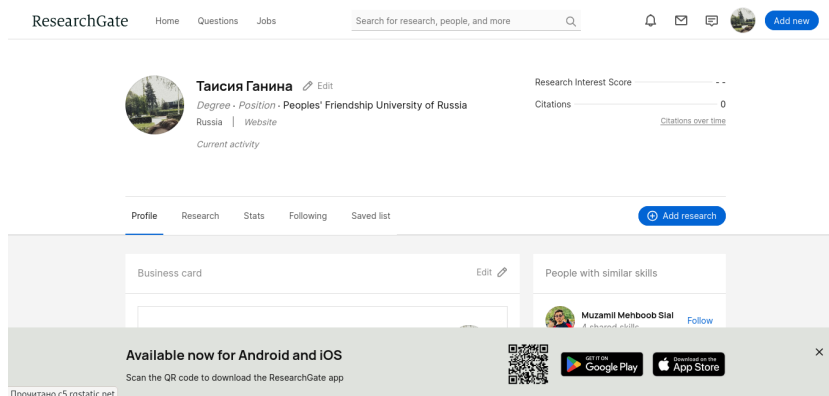 ResearchGate Home Questions Jobs Search for research, people, and more Add new
Таисия Ганина Edit
Degree · Position · Peoples' Friendship University of Russia
Russia | Website
Current activity
Research Interest Score - -
Citations 0
Citations over time
Profile Research Stats Following Saved list Add research
Business card Edit
People with similar skills
Muzamil Mehboob Sial
4 shared skills
Follow
Available now for Android and iOS
Scan the QR code to download the ResearchGate app
GET IT ON
Google Play
Download on the
App Store
Прочитано c5.rgstatic.net